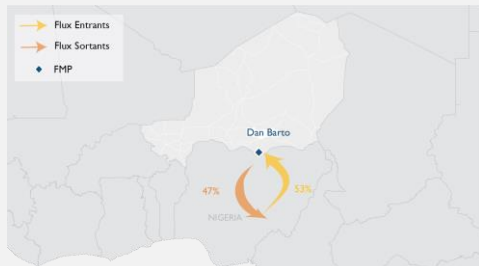 Flux Entrants
Flux Sortants
FMP
Dan Barto
47%
53%
NIGERIA